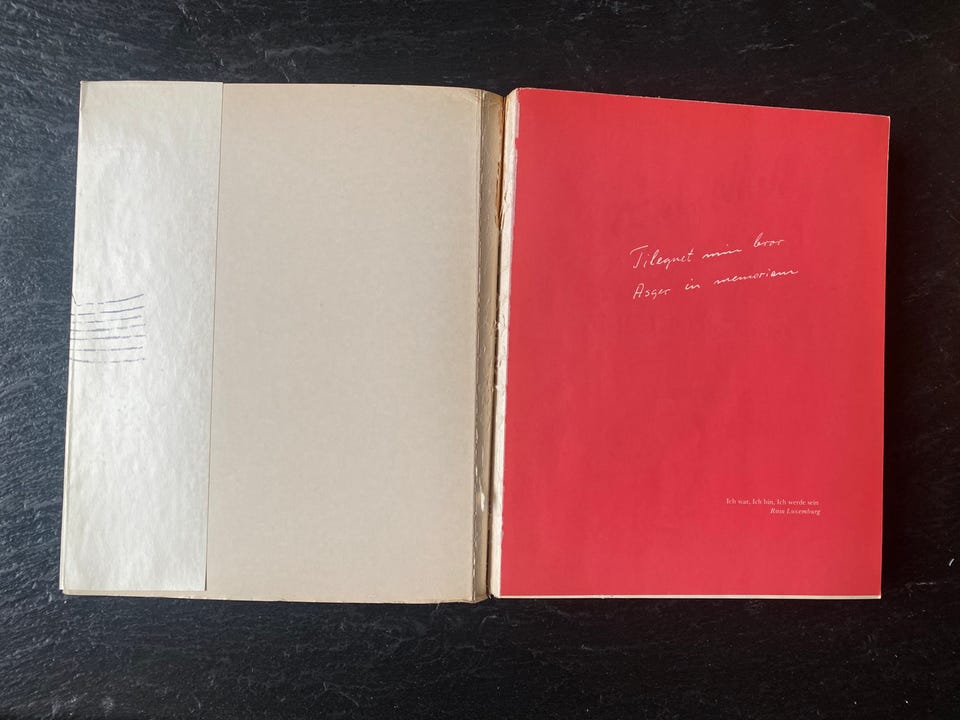 Tilegnet min bror
Asger in memoriam
Ich war, Ich bin, Ich werde sein
Rosa Luxemburg